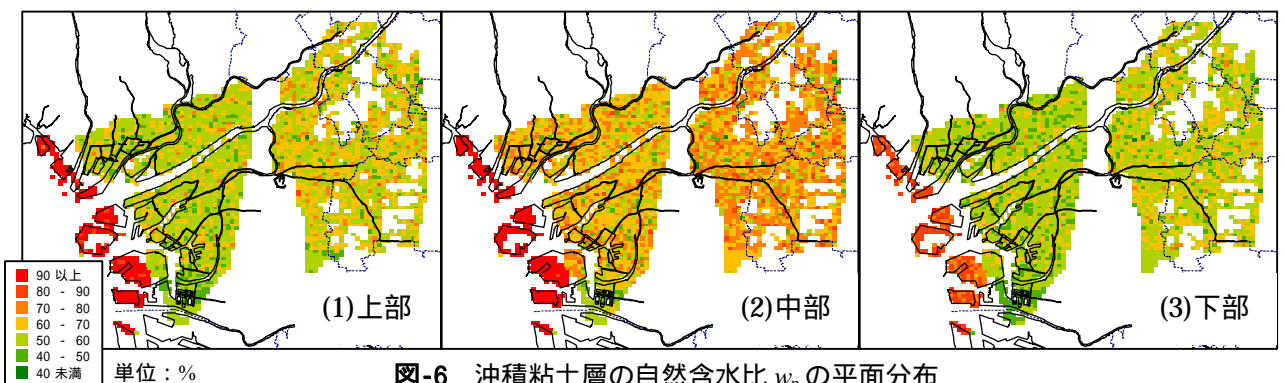 (1)上部
(2)中部
(3)下部
90 以上
80 - 90
70 - 80
60 - 70
50 - 60
40 - 50
40 未満
単位：%
図-6 沖積粘土層の自然含水比 wn の平面分布